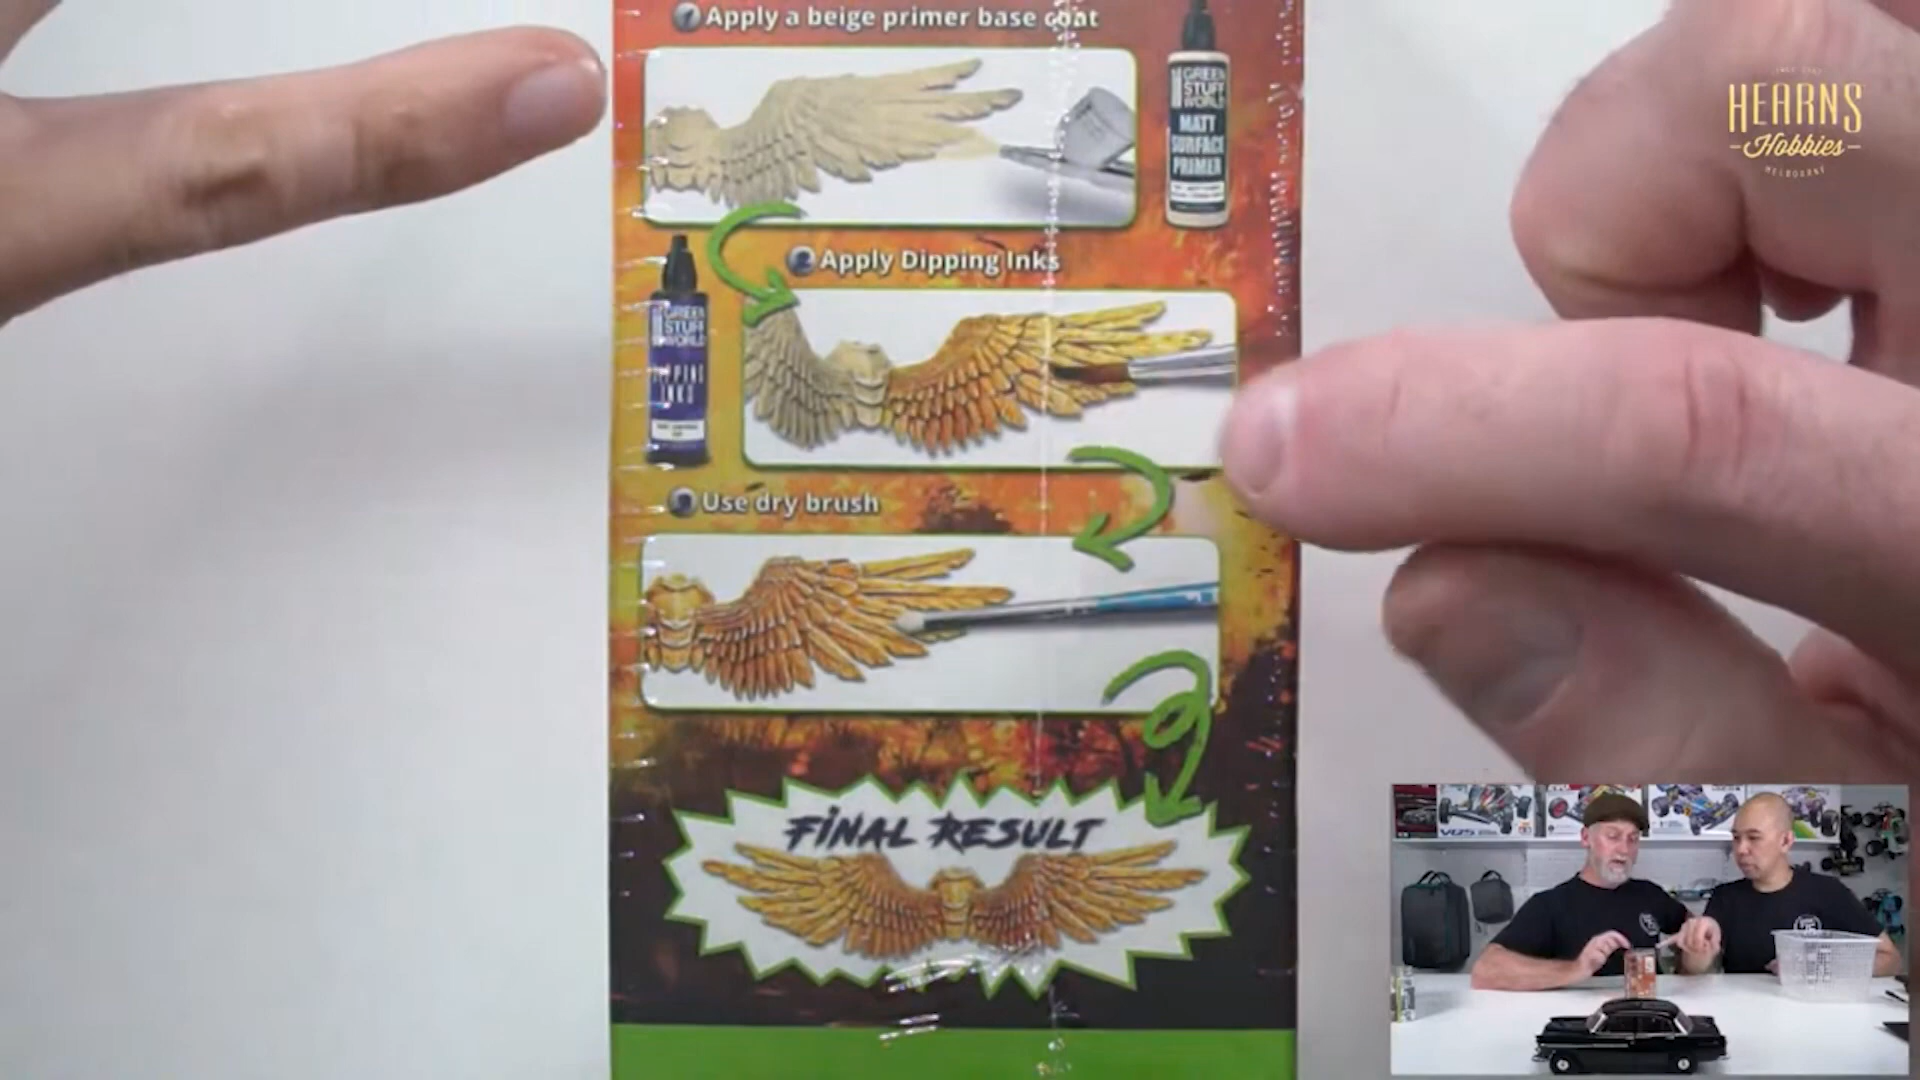 1 Apply a beige primer base coat
GREEN
STUFF
WORLD
MATT
SURFACE
PRIMER
HEARNS
Hobbies
MELBOURNE
2 Apply Dipping Inks
GREEN
STUFF
WORLD
DIPPING
INKS
3 Use dry brush
FINAL RESULT